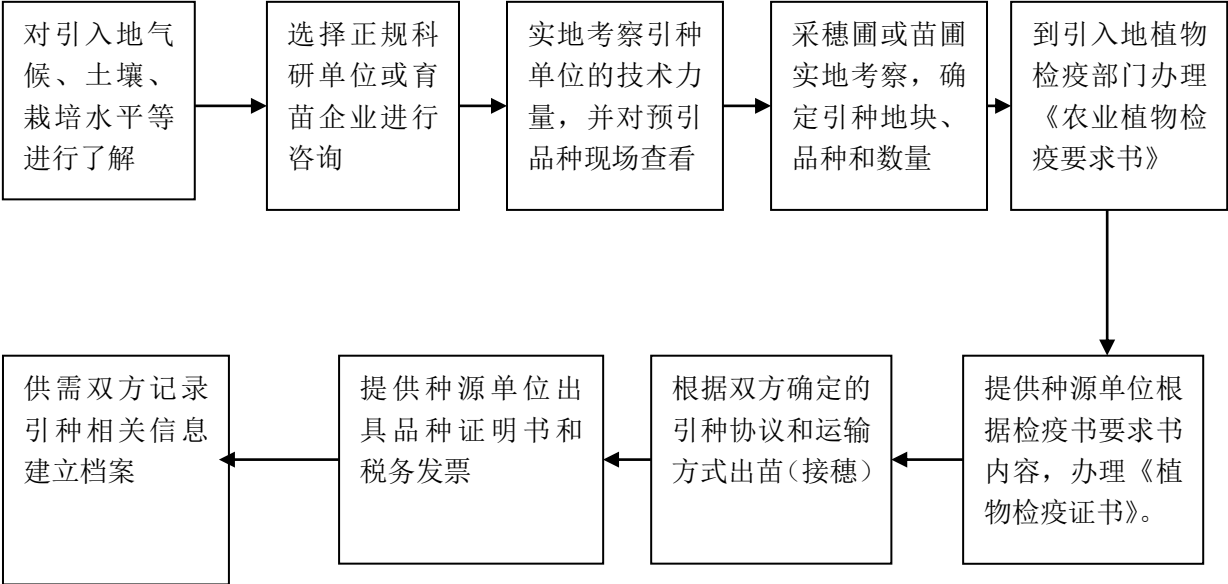 对引入地气
候、土壤、
栽培水平等
进行了解
选择正规科
研单位或育
苗企业进行
咨询
实地考察引种
单位的技术力
量，并对预引
品种现场查看
采穗圃或苗圃
实地考察，确
定引种地块、
品种和数量
到引入地植物
检疫部门办理
《农业植物检
疫要求书》
提供种源单位根
据检疫书要求书
内容，办理《植
物检疫证书》。
根据双方确定的
引种协议和运输
方式出苗（接穗）
提供种源单位出
具品种证明书和
税务发票
供需双方记录
引种相关信息
建立档案